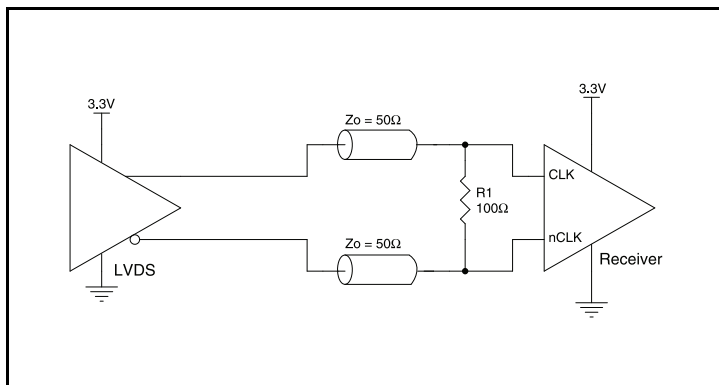 3.3V
3.3V
Zo = 50Ω
CLK
R1
100Ω
nCLK
Zo = 50Ω
LVDS
Receiver